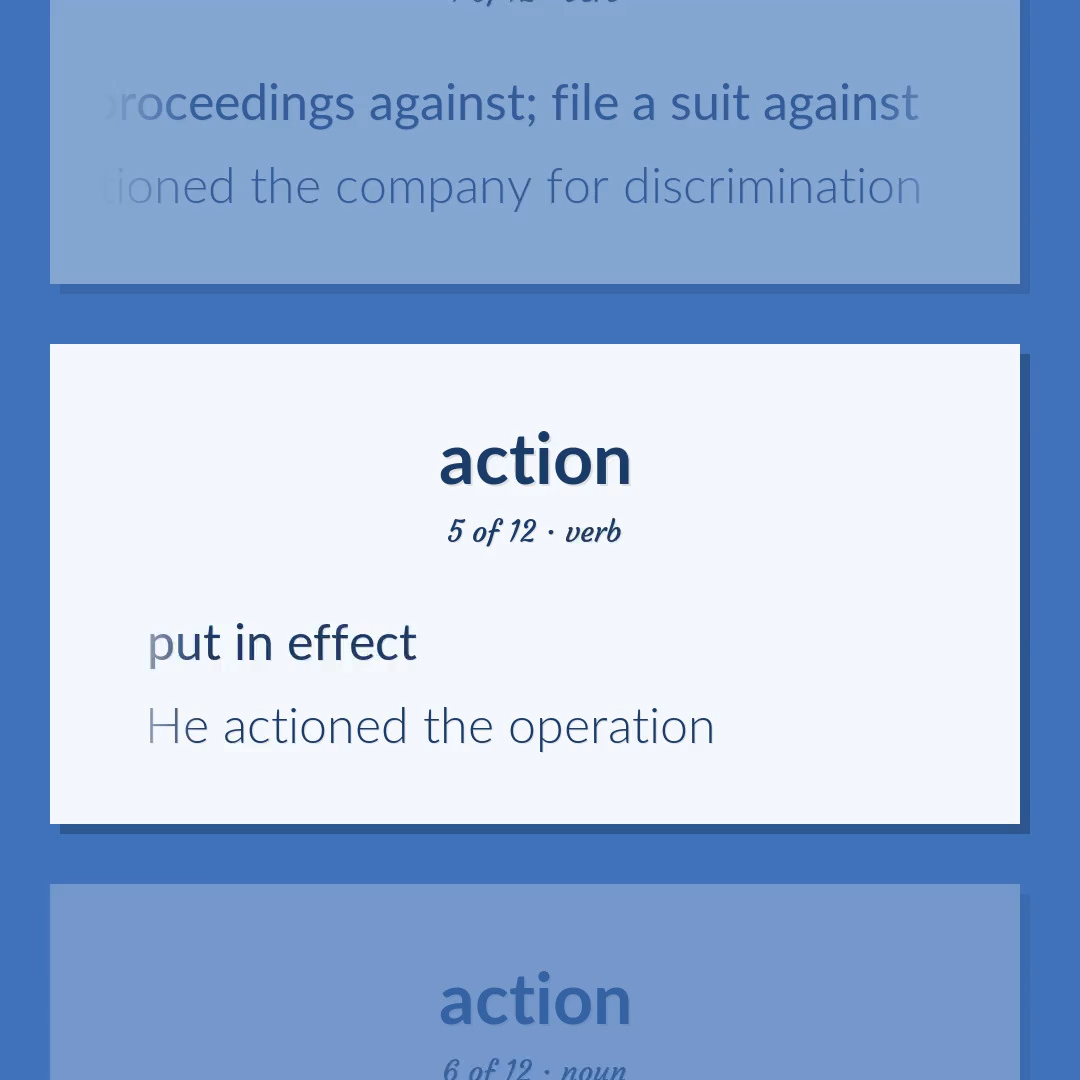 proceedings against; file a suit against
the company for discrimination
action
5 of 12 · verb
put in effect
He actioned the operation
action
6 of 12 · noun